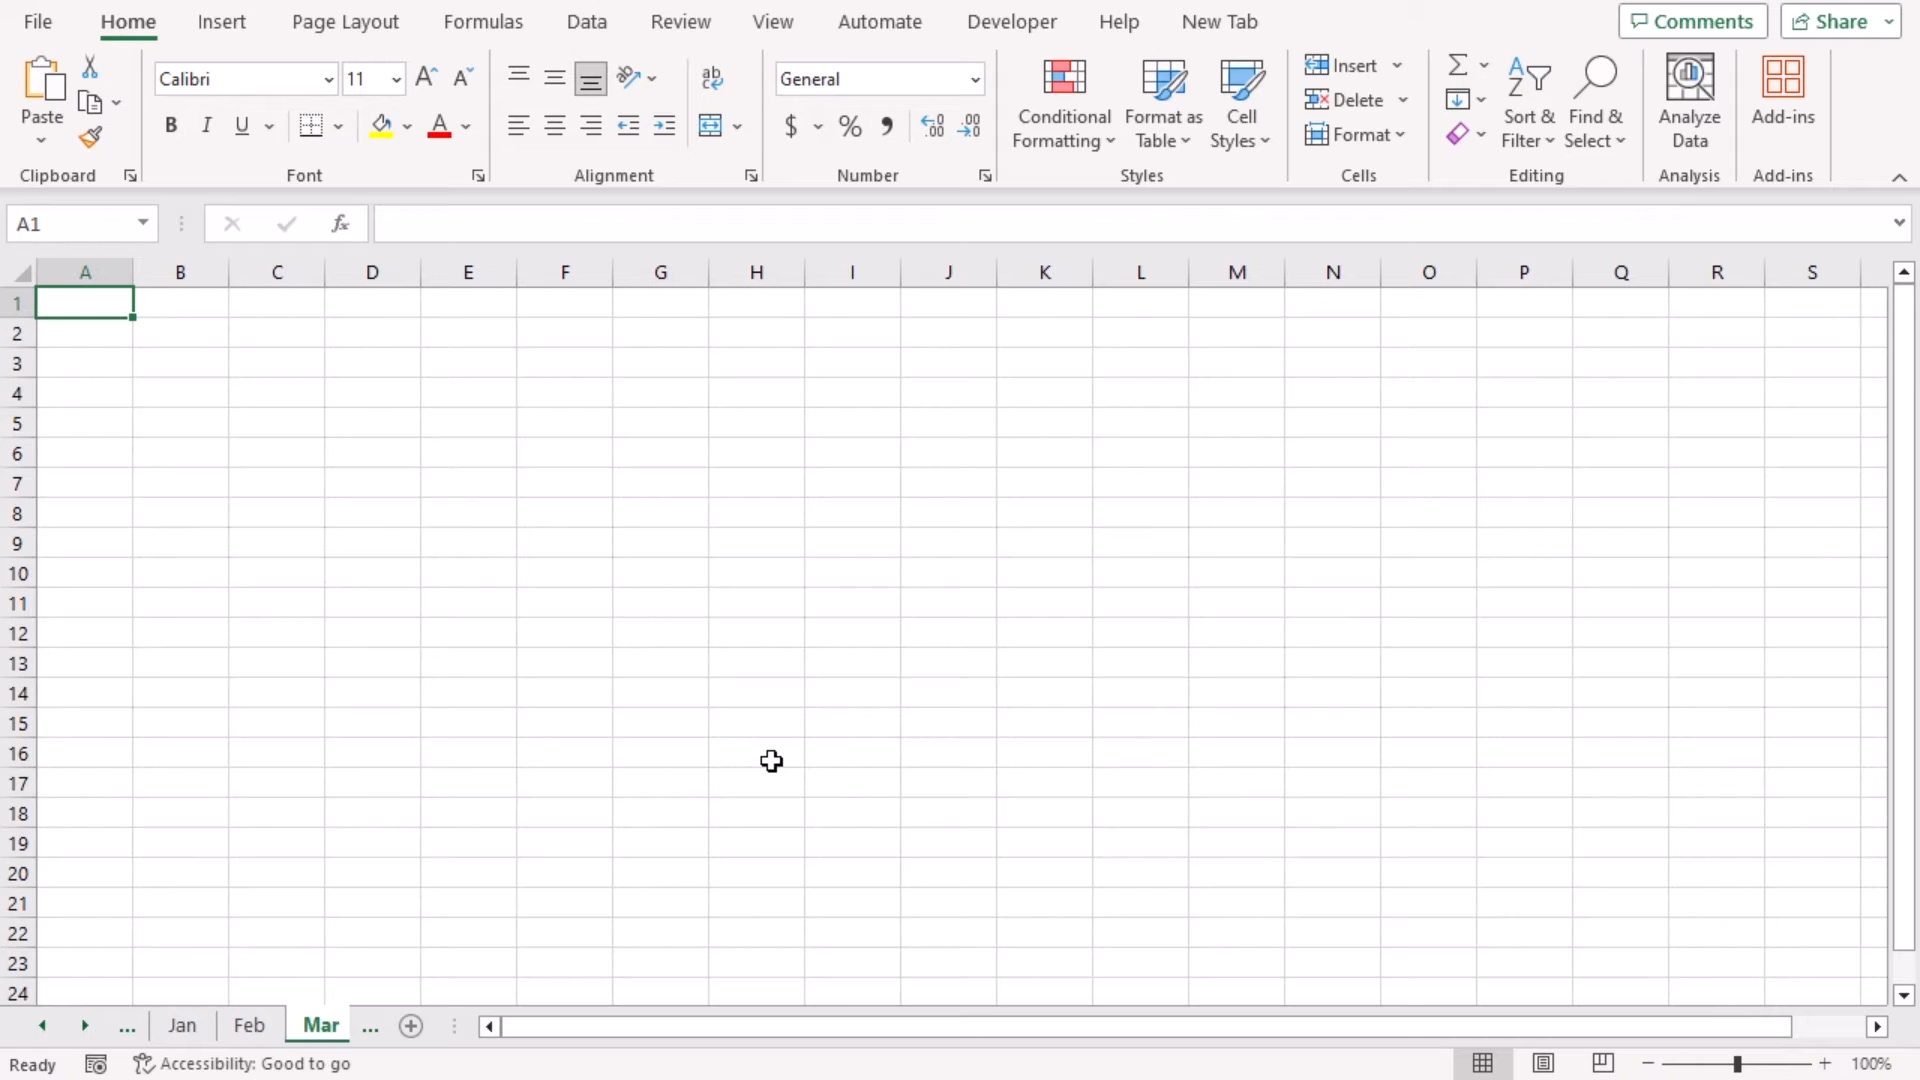 File Home Insert Page Layout Formulas Data Review View Automate Developer Help New Tab Comments Share
Calibri 11 General Insert
Delete
Paste B I U $ % , .00 .00 Conditional Format as Cell Sort & Find & Analyze Add-ins
Formatting Table Styles Format Filter Select Data
Clipboard Font Alignment Number Styles Cells Editing Analysis Add-ins
A1 fx
A B C D E F G H I J K L M N O P Q R S
1
2
3
4
5
6
7
8
9
10
11
12
13
14
15
16
17
18
19
20
21
22
23
24
... Jan Feb Mar ...
Ready Accessibility: Good to go 100%